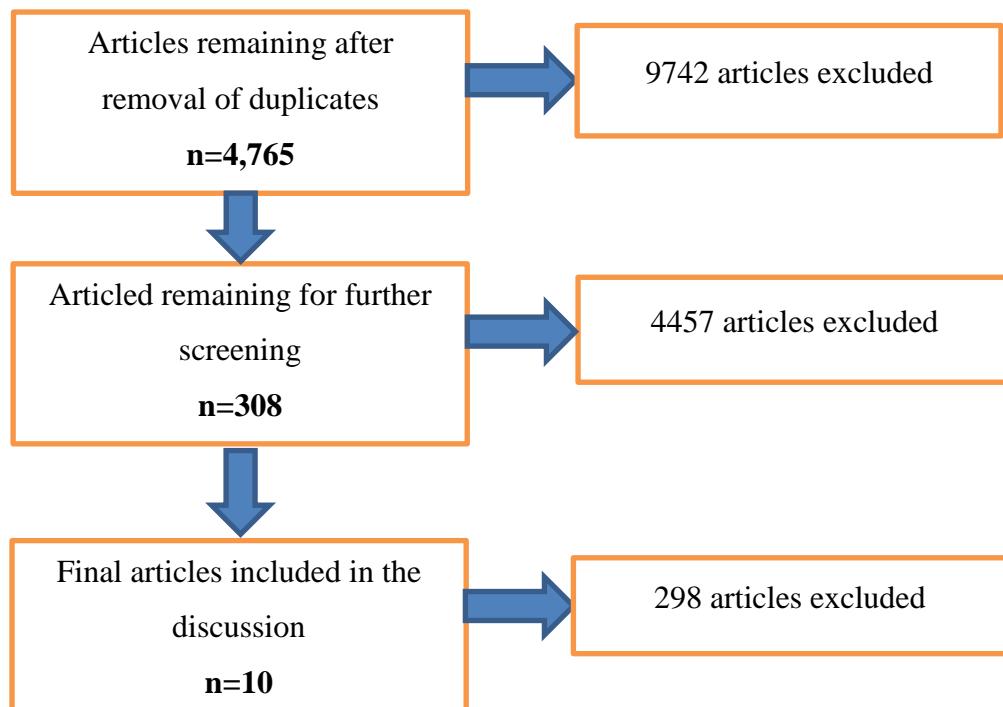 Articles remaining after
removal of duplicates
n=4,765
9742 articles excluded
Articled remaining for further
screening
n=308
4457 articles excluded
Final articles included in the
discussion
n=10
298 articles excluded